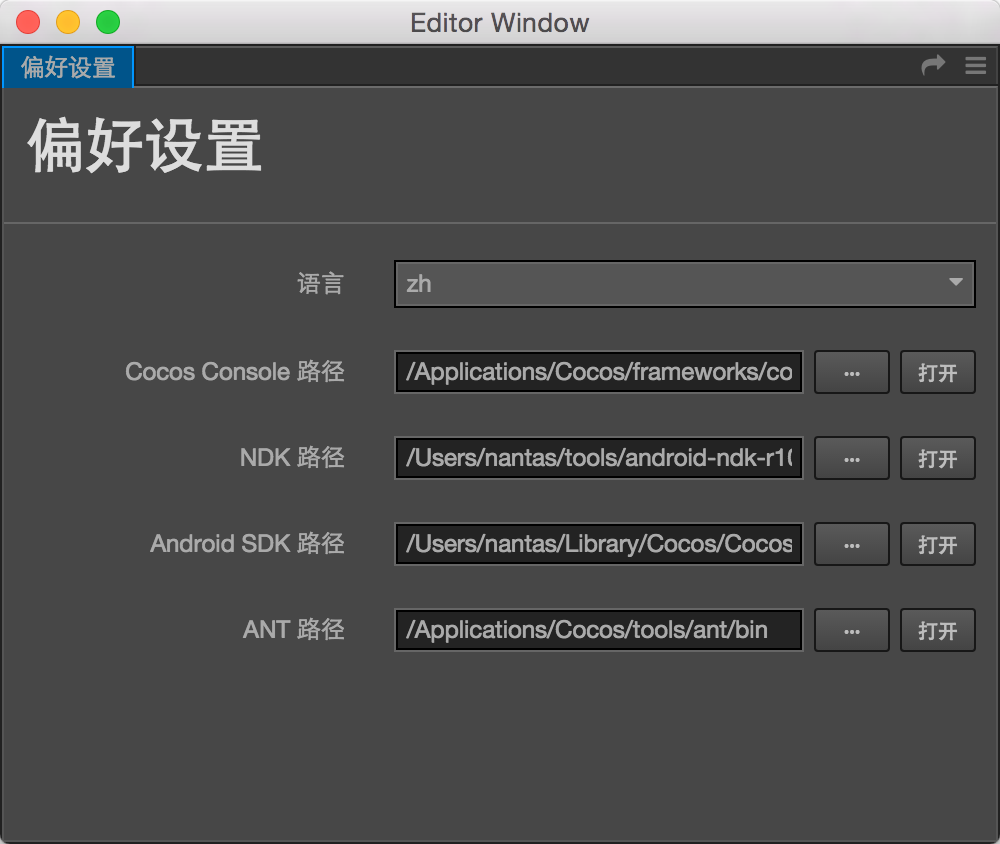 Editor Window
偏好设置
偏好设置
语言 zh
Cocos Console 路径 /Applications/Cocos/frameworks/co ... 打开
NDK 路径 /Users/nantas/tools/android-ndk-r10 ... 打开
Android SDK 路径 /Users/nantas/Library/Cocos/Cocos ... 打开
ANT 路径 /Applications/Cocos/tools/ant/bin ... 打开